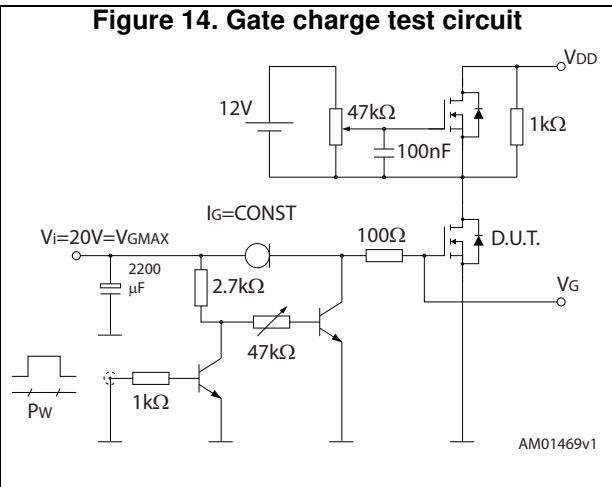 Figure 14. Gate charge test circuit
VDD
12V
47kΩ
1kΩ
100nF
IG=CONST
Vi=20V=VGMAX
100Ω
D.U.T.
2200
μF
2.7kΩ
VG
47kΩ
1kΩ
PW
AM01469v1